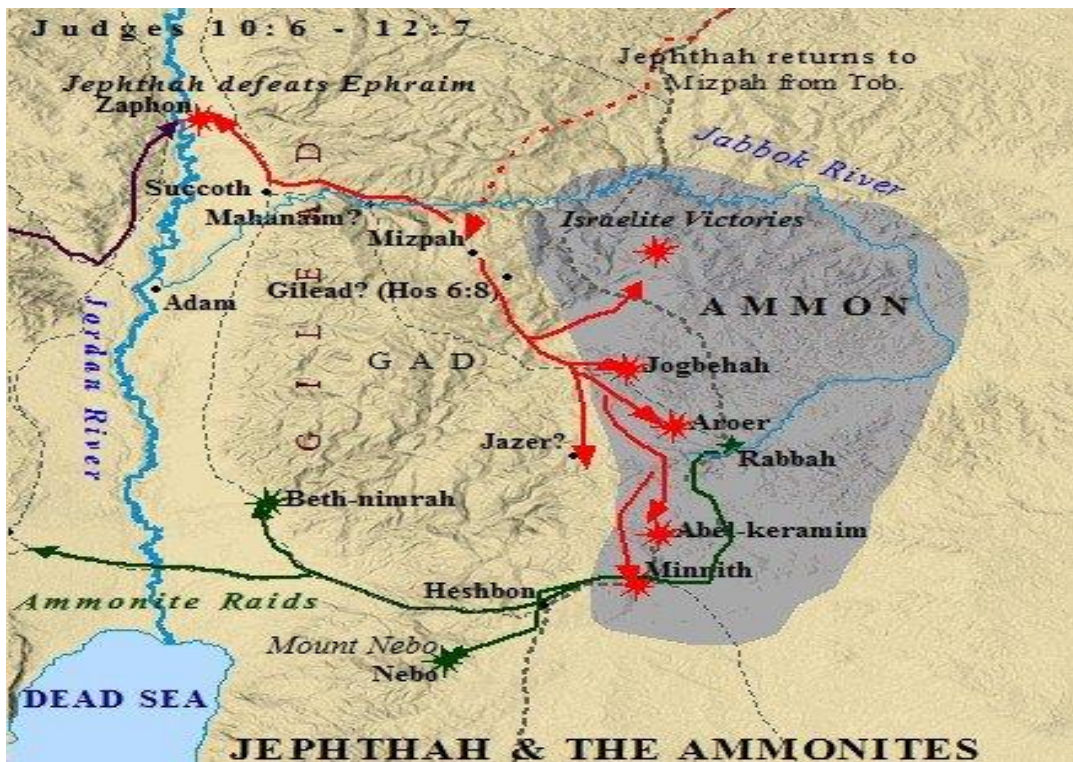 Judges 10:6 - 12:7
Jephthah returns to
Mizpah from Tob.
Jephthah defeats Ephraim
Zaphon
Jabbok River
Succoth
Mahanaim?
Israelite Victories
Mizpah
Gilead? (Hos 6:8)
Adam
AMMON
Jordan River
GILEAD
GAD
Jogbehah
Aroer
Jazer?
Rabbah
Beth-nimrah
Abel-keramim
Minnith
Heshbon
Ammonite Raids
Mount Nebo
Nebo
DEAD SEA
JEPHTHAH & THE AMMONITES